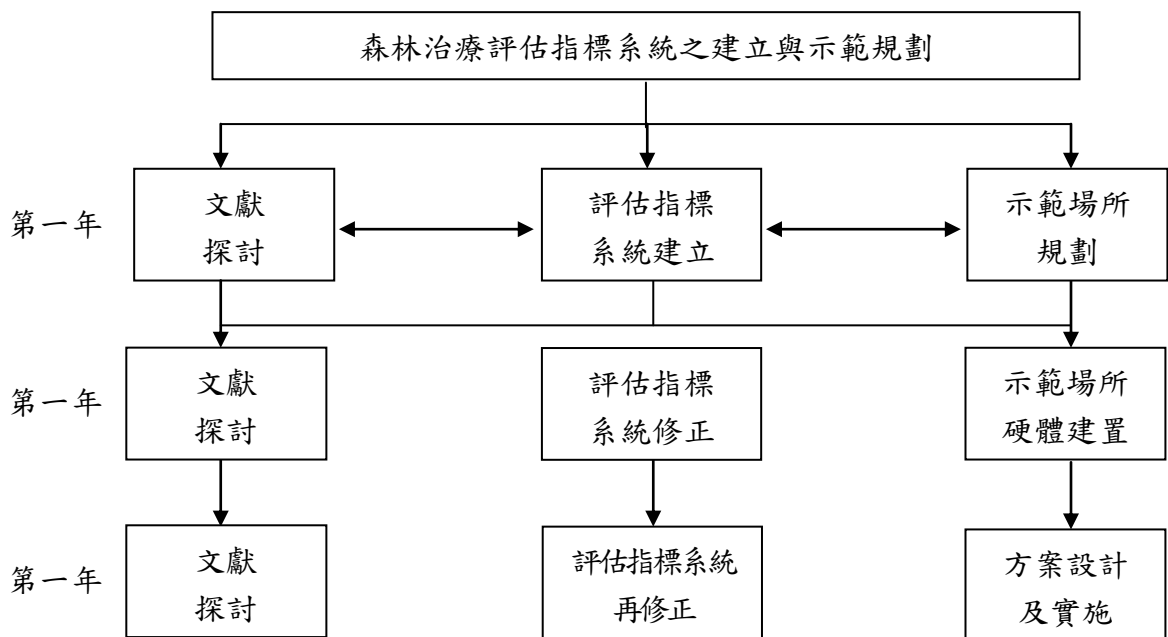 森林治療評估指標系統之建立與示範規劃
第一年
文獻
探討
評估指標
系統建立
示範場所
規劃
第一年
文獻
探討
評估指標
系統修正
示範場所
硬體建置
第一年
文獻
探討
評估指標系統
再修正
方案設計
及實施